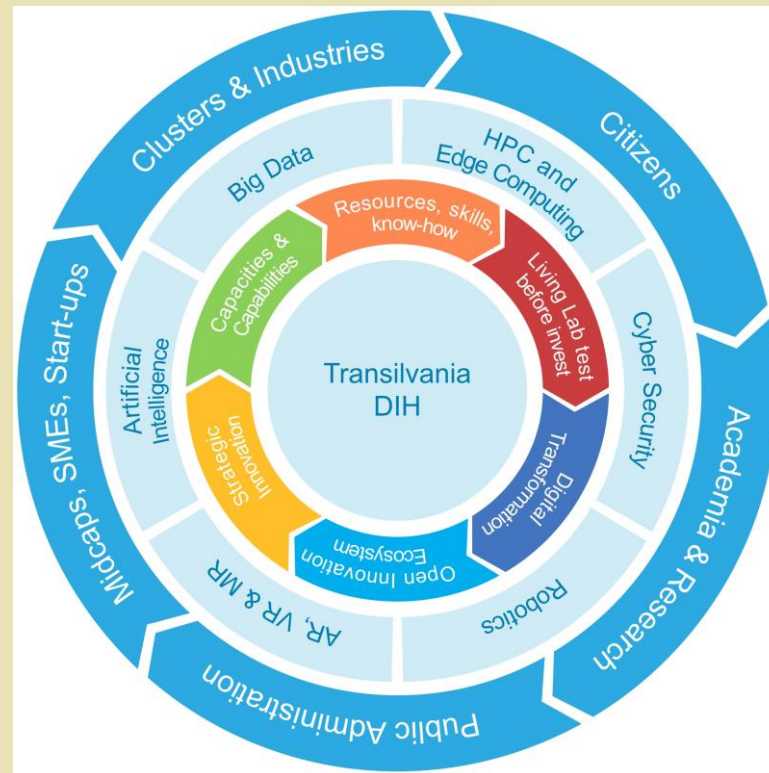 Clusters & Industries
Citizens
Academia & Research
Public Administration
Midcaps, SMEs, Start-ups
Big Data
HPC and
Edge Computing
Cyber Security
Robotics
AR, VR & MR
Artificial
Intelligence
Resources, skills,
know-how
Living Lab test
before invest
Digital
Transformation
Open Innovation
Ecosystem
Strategic
Innovation
Capacities &
Capabilities
Transilvania
DIH